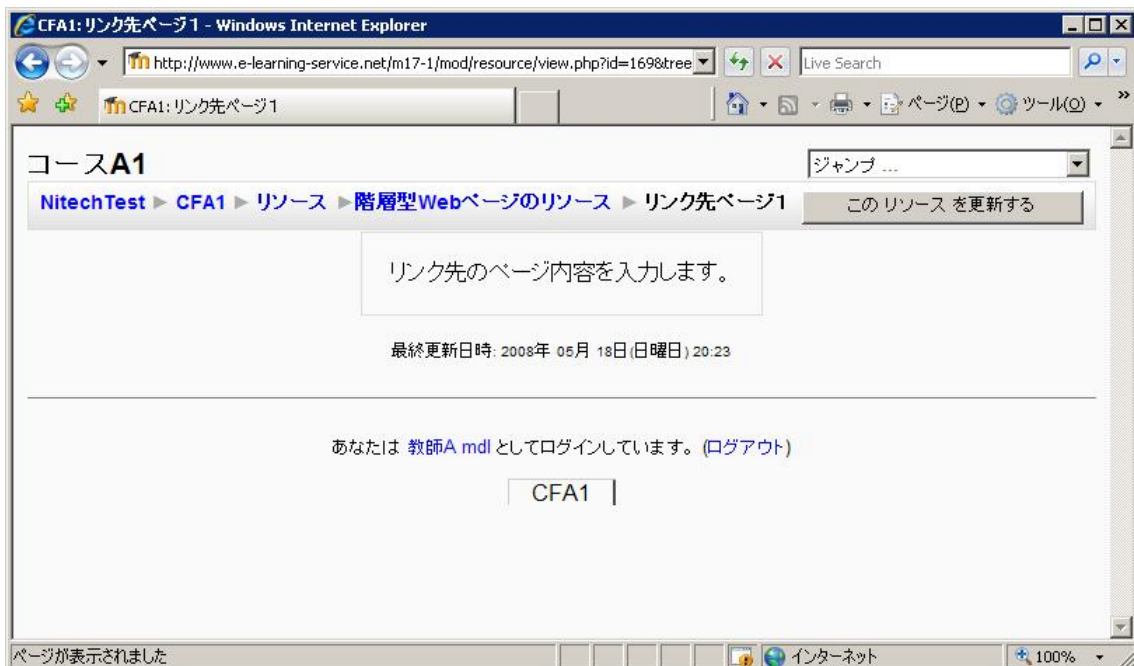 CFA1: リンク先ページ1 - Windows Internet Explorer
http://www.e-learning-service.net/m17-1/mod/resource/view.php?id=169&tree
Live Search
CFA1: リンク先ページ1
ページ(P)
ツール(O)
»
コースA1
ジャンプ ...
NitechTest ► CFA1 ► リソース ► 階層型Webページのリソース ► リンク先ページ1
この リソース を更新する
リンク先のページ内容を入力します。
最終更新日時: 2008年 05月 18日(日曜日) 20:23
あなたは 教師A mdl としてログインしています。(ログアウト)
CFA1
ページが表示されました
インターネット
100%